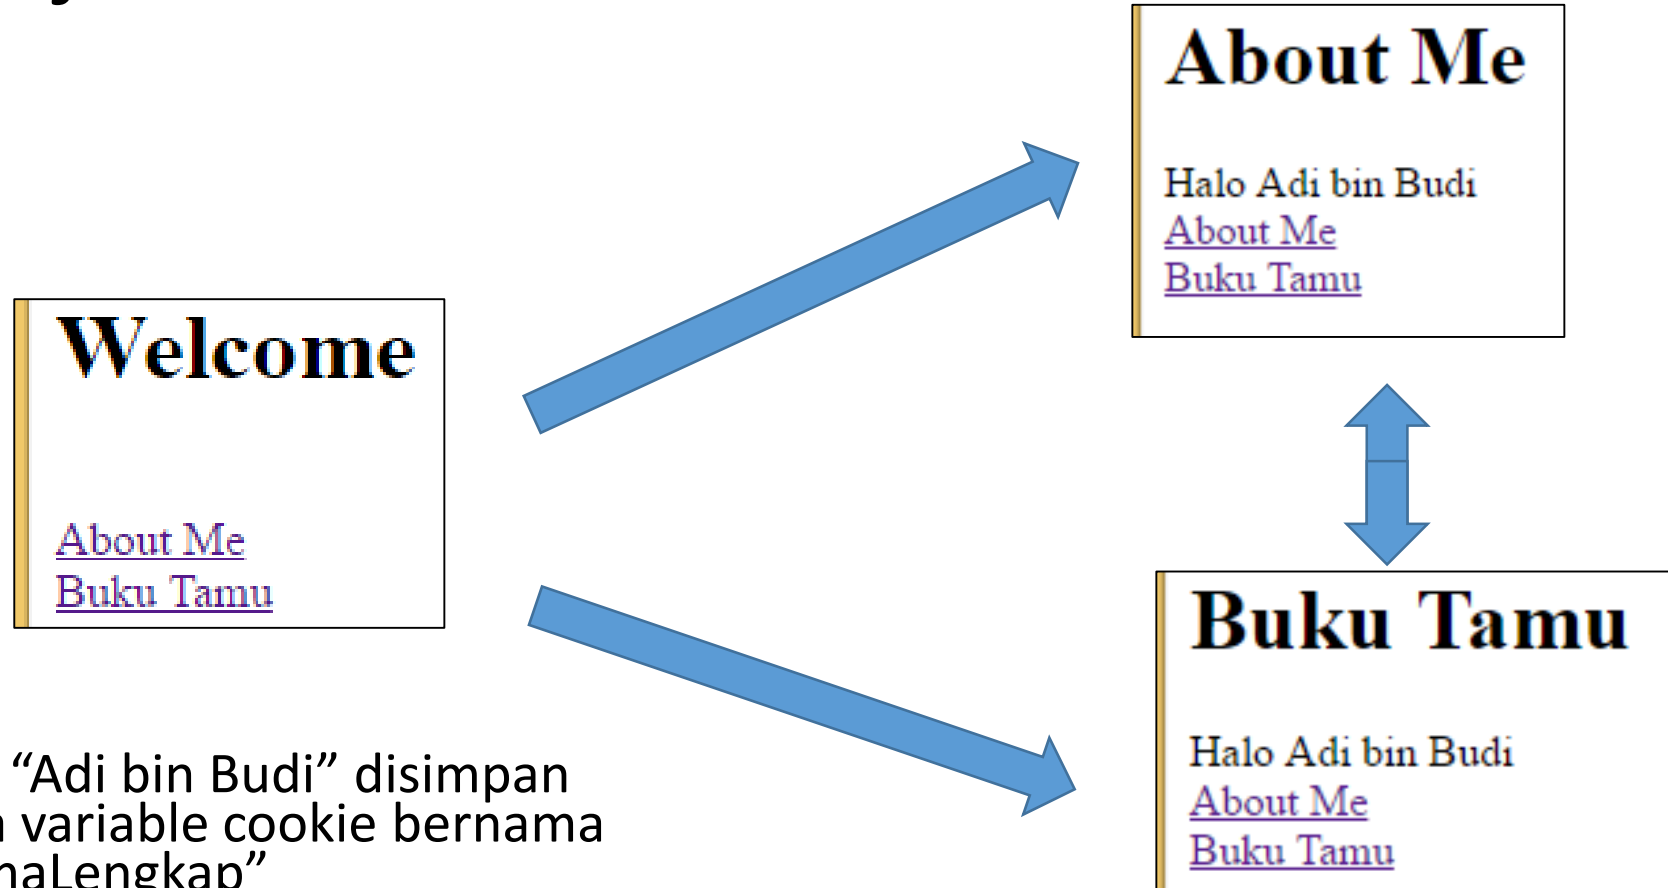 Welcome
About Me
Buku Tamu
About Me
Halo Adi bin Budi
About Me
Buku Tamu
Buku Tamu
Halo Adi bin Budi
About Me
Buku Tamu
“Adi bin Budi” disimpan
variable cookie bernama